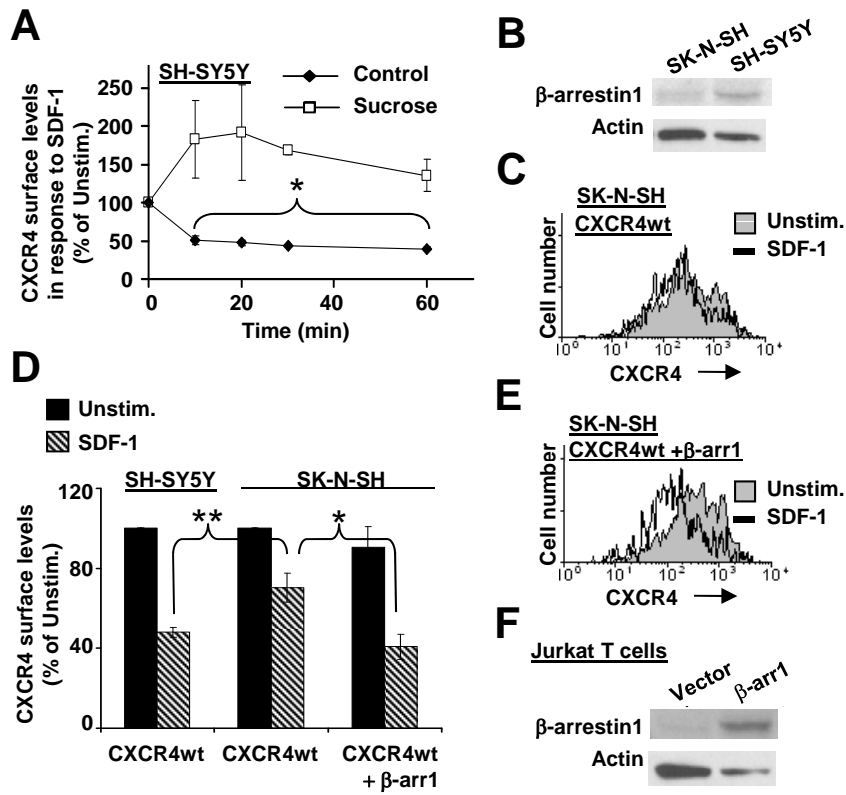 A
SH-SY5Y
Control
Sucrose
CXCR4 surface levels
in response to SDF-1
(% of Unstim.)
300
250
200
150
100
50
0
*
0
20
40
60
Time (min)
B
SK-N-SH
SH-SY5Y
β-arrestin1
Actin
C
SK-N-SH
CXCR4wt
Unstim.
SDF-1
Cell number
10⁰
10¹
10²
10³
10⁴
CXCR4
D
Unstim.
SDF-1
SH-SY5Y
SK-N-SH
CXCR4 surface levels
(% of Unstim.)
120
80
40
0
**
*
CXCR4wt
CXCR4wt
CXCR4wt
+ β-arr1
E
SK-N-SH
CXCR4wt +β-arr1
Unstim.
SDF-1
Cell number
10⁰
10¹
10²
10³
10⁴
CXCR4
F
Jurkat T cells
Vector
β-arr1
β-arrestin1
Actin